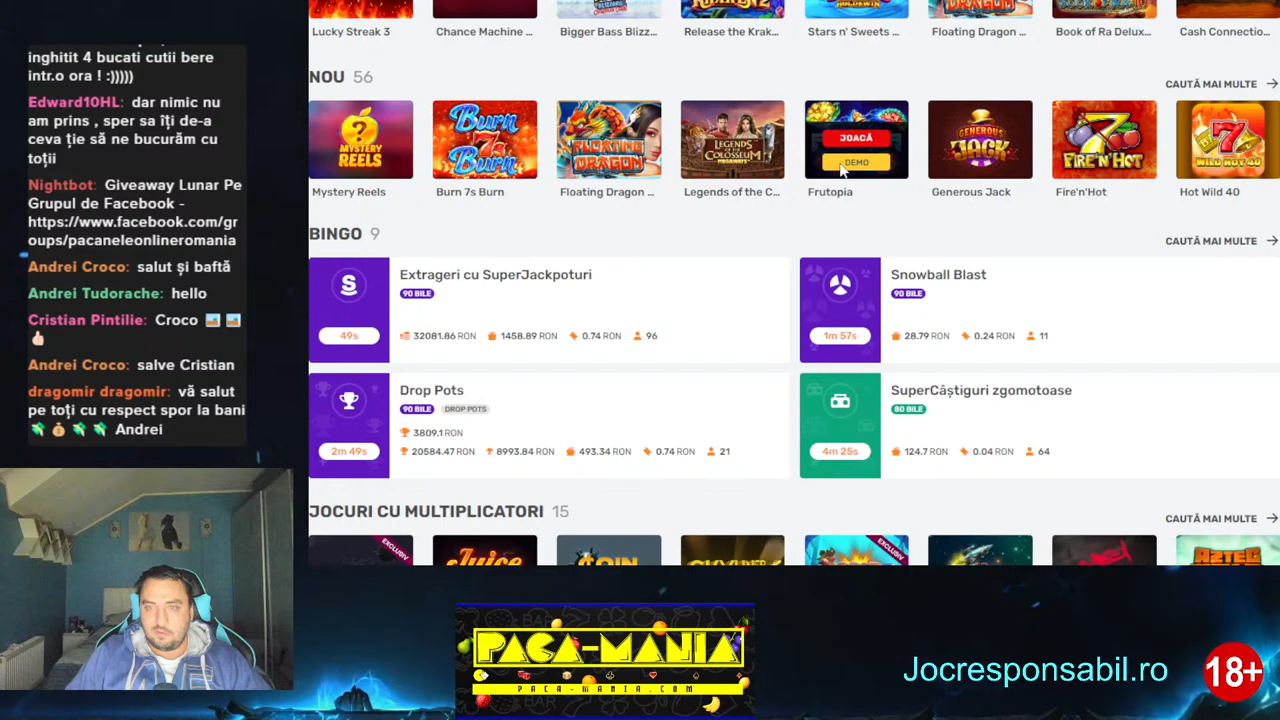 inghitit 4 bucati cutii bere
intr.o ora ! :)))))
Edward10HL: dar nimic nu
am prins , sper sa îți de-a
ceva ție să ne bucurăm cu
toții
Nightbot: Giveaway Lunar Pe
Grupul de Facebook -
https://www.facebook.com/gr
oups/pacaneleonlineromania
Andrei Croco: salut și baftă
Andrei Tudorache: hello
Cristian Pintilie: Croco
Andrei Croco: salve Cristian
dragomir dragomir: vă salut
pe toți cu respect spor la bani
Andrei
Lucky Streak 3
Chance Machine ...
Bigger Bass Blizz...
Release the Krak...
Stars n' Sweets ...
Floating Dragon ...
Book of Ra Delux...
Cash Connectio...
NOU 56
CAUTĂ MAI MULTE
MYSTERY
REELS
Burn
7s
Burn
FLOATING
DRAGON
LEGENDS
OF THE
COLOSSEUM
MEGAWAYS
JOACĂ
DEMO
GENEROUS
JACK
FIRE'N'HOT
WILD HOT 40
Mystery Reels
Burn 7s Burn
Floating Dragon ...
Legends of the C...
Frutopia
Generous Jack
Fire'n'Hot
Hot Wild 40
BINGO 9
CAUTĂ MAI MULTE
Extrageri cu SuperJackpoturi
90 BILE
49s
32081.86 RON 1458.89 RON 0.74 RON 96
Snowball Blast
90 BILE
1m 57s
28.79 RON 0.24 RON 11
Drop Pots
90 BILE DROP POTS
3809.1 RON
2m 49s
20584.47 RON 8993.84 RON 493.34 RON 0.74 RON 21
SuperCâștiguri zgomotoase
80 BILE
4m 25s
124.7 RON 0.04 RON 64
JOCURI CU MULTIPLICATORI 15
CAUTĂ MAI MULTE
EXCLUSIV
Juice
COIN
EXCLUSIV
AZTEC
PACA-MANIA
PACA-MANIA.COM
Jocresponsabil.ro
18+